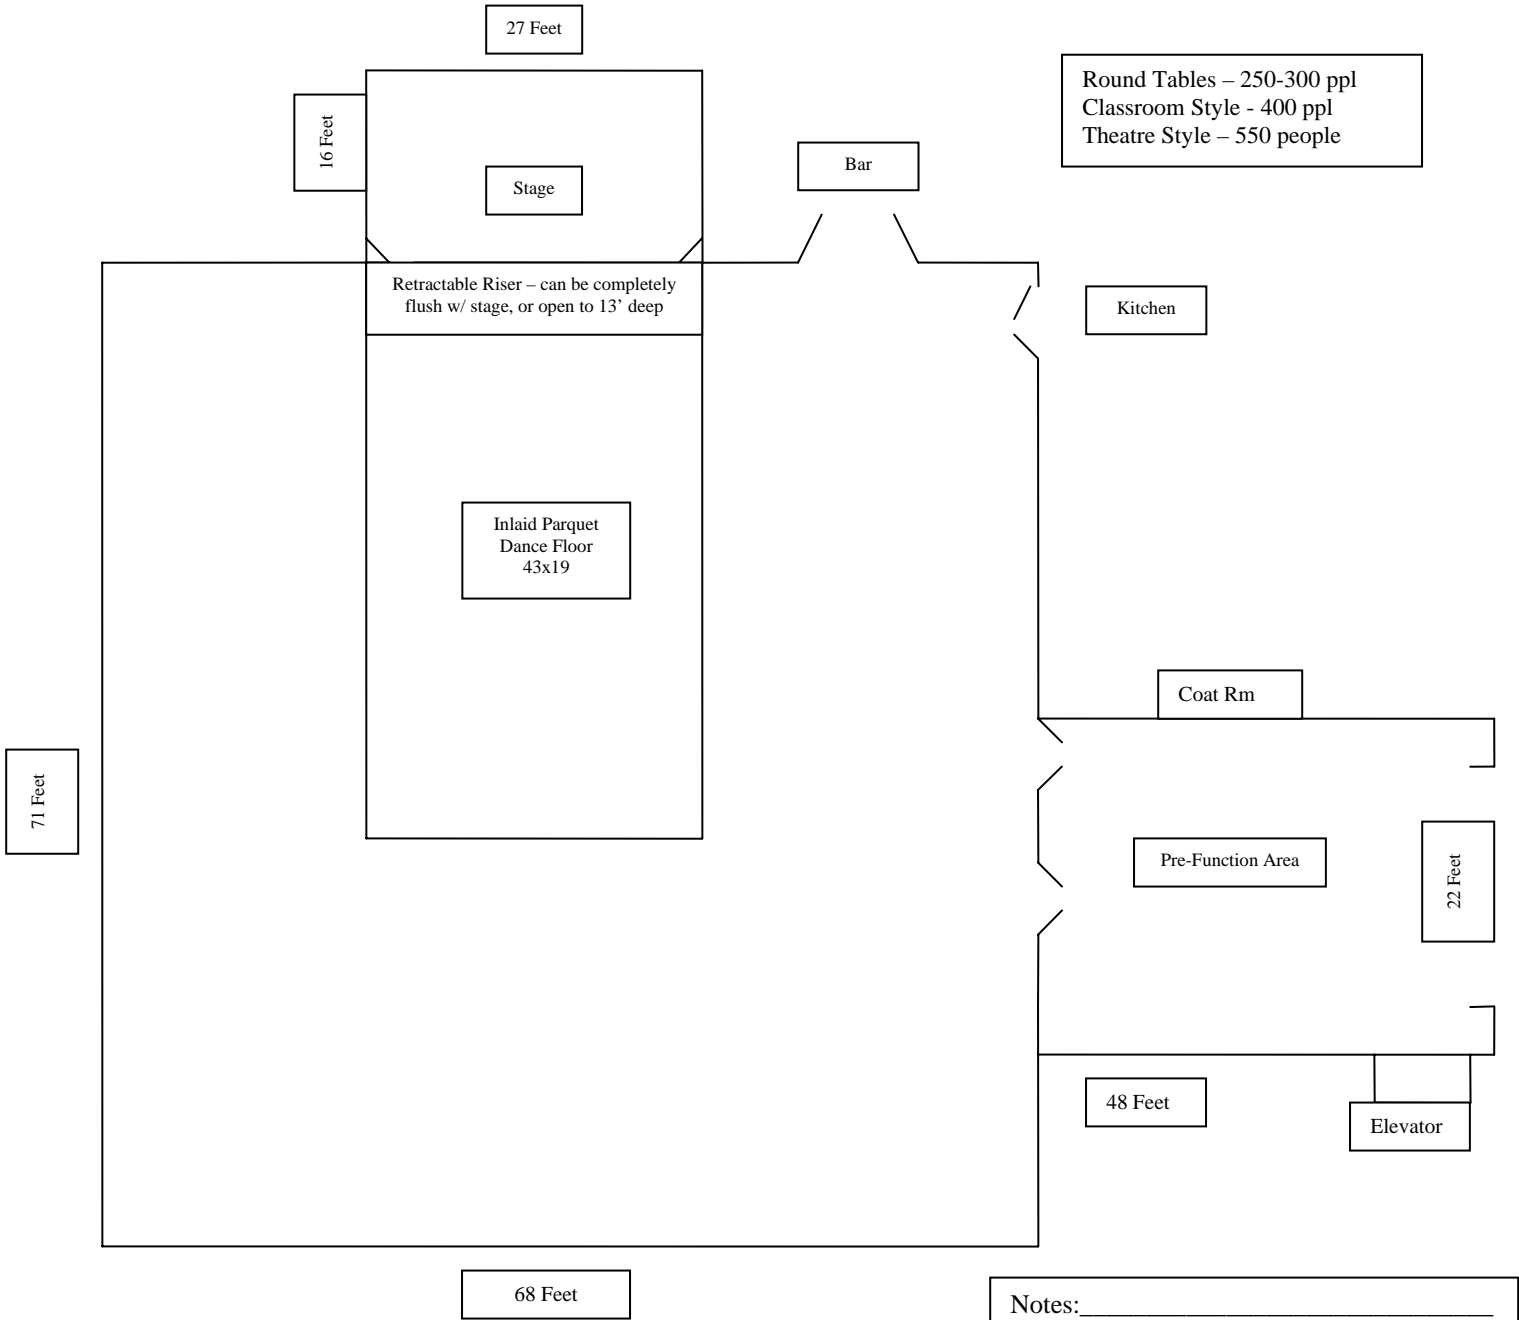 27 Feet
Round Tables – 250-300 ppl
Classroom Style - 400 ppl
Theatre Style – 550 people
16 Feet
Bar
Stage
Retractable Riser – can be completely
flush w/ stage, or open to 13’ deep
Kitchen
Inlaid Parquet
Dance Floor
43x19
Coat Rm
71 Feet
Pre-Function Area
22 Feet
48 Feet
Elevator
68 Feet
Notes:_______________________________